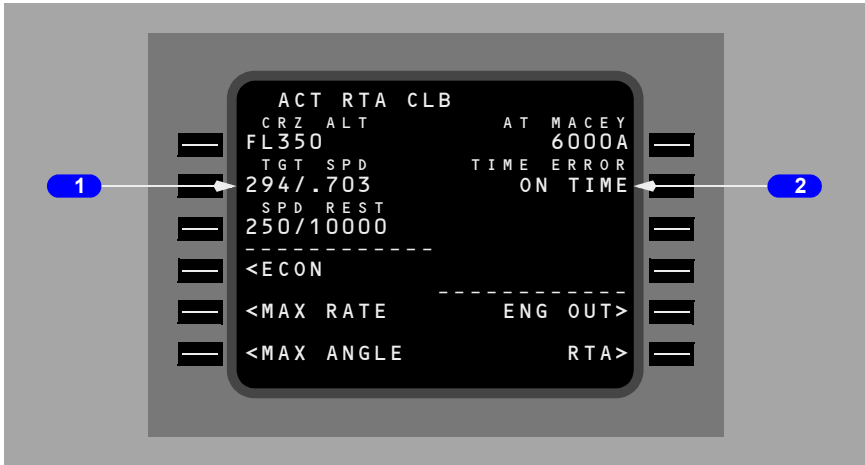 ACT RTA CLB
CRZ ALT AT MACEY
FL350 6000A
TGT SPD TIME ERROR
1 294/.703 ON TIME 2
SPD REST
250/10000
------------
<ECON
------------
<MAX RATE ENG OUT>
<MAX ANGLE RTA>